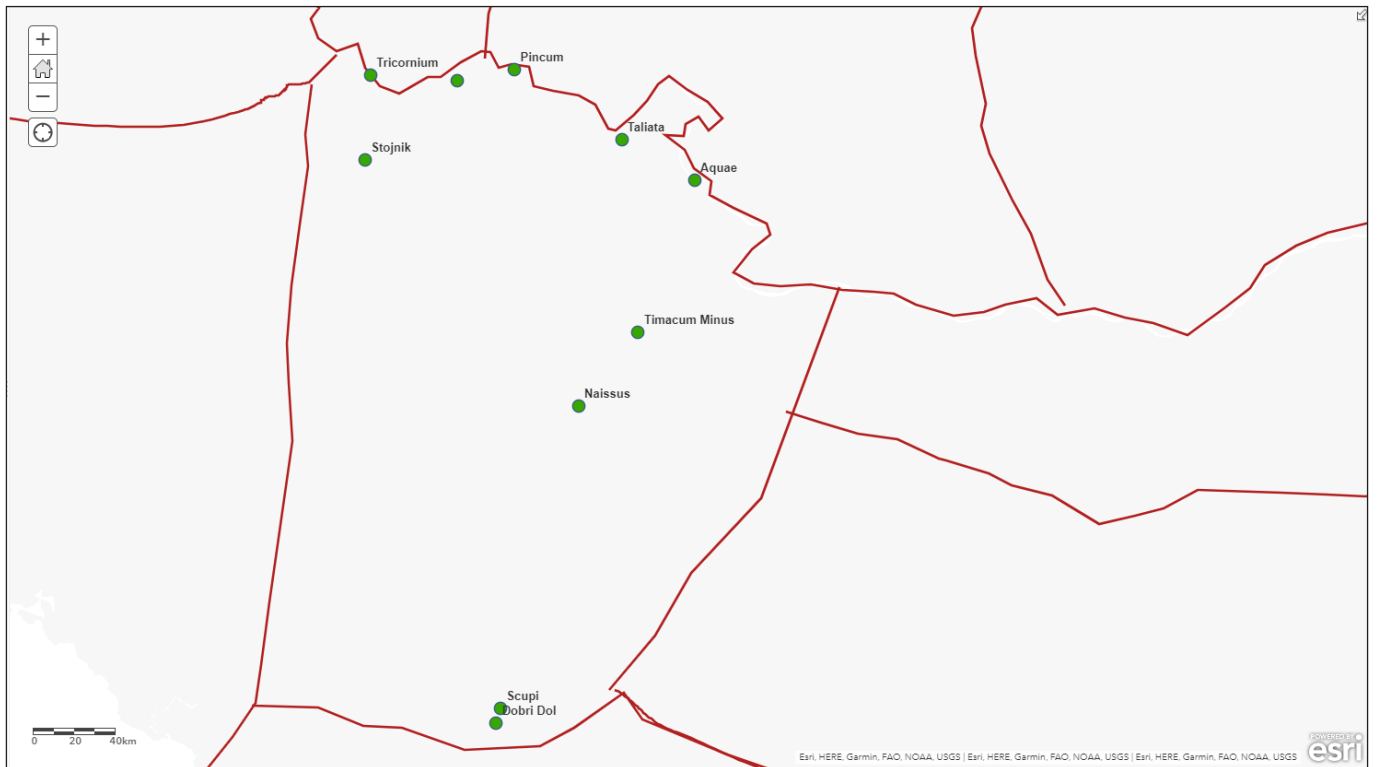 +
−
Tricornium
Pincum
Taliata
Stojnik
Aquae
Timacum Minus
Naissus
Scupi
Dobri Dol
0 20 40km
Esri, HERE, Garmin, FAO, NOAA, USGS | Esri, HERE, Garmin, FAO, NOAA, USGS | Esri, HERE, Garmin, FAO, NOAA, USGS
POWERED BY
esri